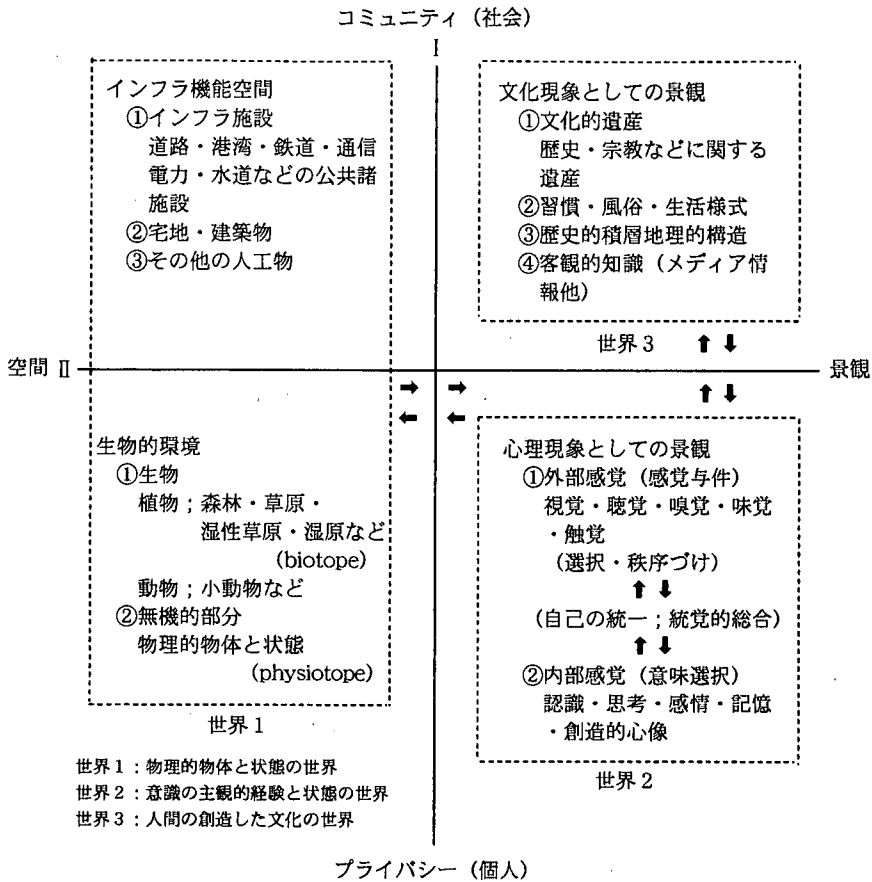 コミュニティ（社会）
I
インフラ機能空間
①インフラ施設
道路・港湾・鉄道・通信
電力・水道などの公共諸
施設
②宅地・建築物
③その他の人工物
文化現象としての景観
①文化的遺産
歴史・宗教などに関する
遺産
②習慣・風俗・生活様式
③歴史的積層地理的構造
④客観的知識（メディア情
報他）
世界3
空間 II
景観
生物的環境
①生物
植物；森林・草原・
湿性草原・湿原など
(biotope)
動物；小動物など
②無機的部分
物理的物体と状態
(physiotope)
世界1
心理現象としての景観
①外部感覚（感覚与件）
視覚・聴覚・嗅覚・味覚
・触覚
（選択・秩序づけ）
（自己の統一；統覚的総合）
②内部感覚（意味選択）
認識・思考・感情・記憶
・創造的心像
世界2
世界1：物理的物体と状態の世界
世界2：意識の主観的経験と状態の世界
世界3：人間の創造した文化の世界
プライバシー（個人）